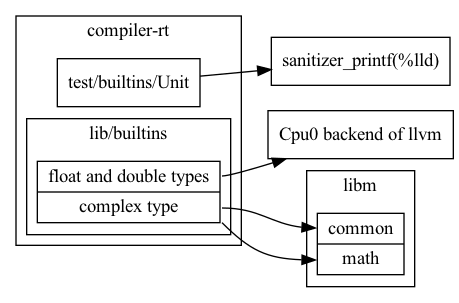 compiler-rt
test/builtins/Unit
sanitizer_printf(%lld)
lib/builtins
float and double types
complex type
Cpu0 backend of llvm
libm
common
math